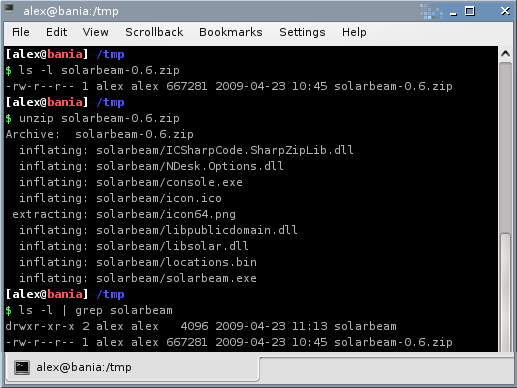 alex@bania:/tmp
File Edit View Scrollback Bookmarks Settings Help
[alex@bania] /tmp
$ ls -l solarbeam-0.6.zip
-rw-r--r-- 1 alex alex 667281 2009-04-23 10:45 solarbeam-0.6.zip
[alex@bania] /tmp
$ unzip solarbeam-0.6.zip
Archive:  solarbeam-0.6.zip
  inflating: solarbeam/ICSharpCode.SharpZipLib.dll
  inflating: solarbeam/NDesk.Options.dll
  inflating: solarbeam/console.exe
  inflating: solarbeam/icon.ico
 extracting: solarbeam/icon64.png
  inflating: solarbeam/libpublicdomain.dll
  inflating: solarbeam/libsolar.dll
  inflating: solarbeam/locations.bin
  inflating: solarbeam/solarbeam.exe
[alex@bania] /tmp
$ ls -l | grep solarbeam
drwxr-xr-x 2 alex alex   4096 2009-04-23 11:13 solarbeam
-rw-r--r-- 1 alex alex 667281 2009-04-23 10:45 solarbeam-0.6.zip
alex@bania:/tmp